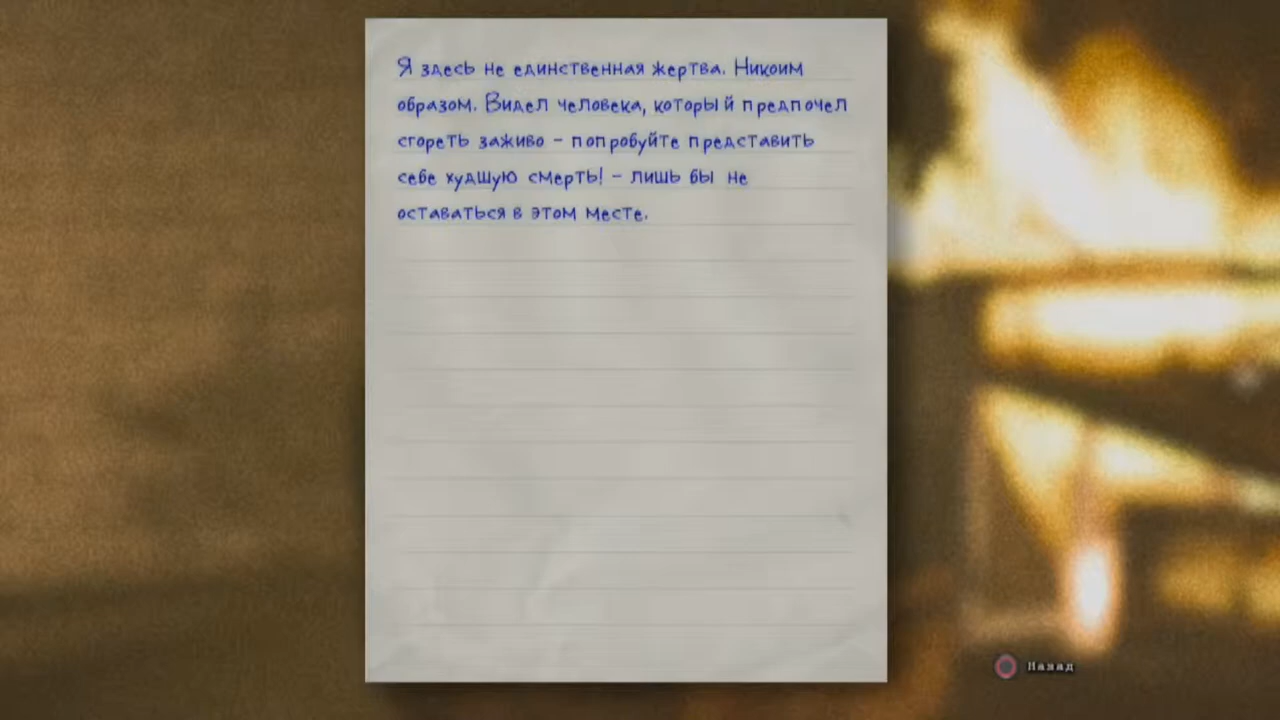 Я здесь не единственная жертва. Никоим
образом. Видел человека, который предпочел
сгореть заживо - попробуйте представить
себе худшую смерть! - лишь бы не
оставаться в этом месте.
Назад